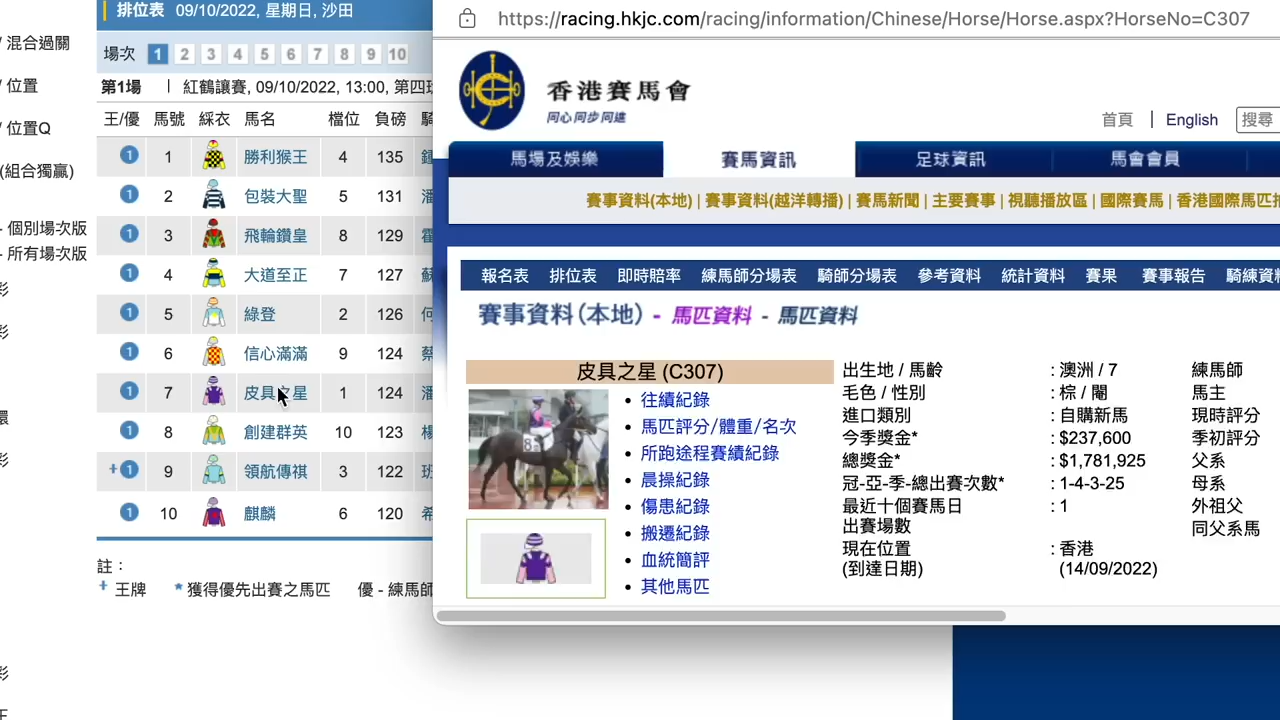 排位表 09/10/2022, 星期日, 沙田
/ 混合過關
/ 位置
/ 位置Q
(組合獨贏)
- 個別場次版
- 所有場次版
彩
彩
環
彩
彩
王
場次 1 2 3 4 5 6 7 8 9 10
第1場 | 紅鶴讓賽, 09/10/2022, 13:00, 第四班
王/優 馬號 綵衣 馬名 檔位 負磅 騎
1 1 勝利猴王 4 135 鍾
1 2 包裝大聖 5 131 潘
1 3 飛輪鑽皇 8 129 霍
1 4 大道至正 7 127 蘇
1 5 綠登 2 126 何
1 6 信心滿滿 9 124 蔡
1 7 皮具之星 1 124 潘
1 8 創建群英 10 123 楊
+1 9 領航傳祺 3 122 班
1 10 麒麟 6 120 希
註：
+ 王牌 * 獲得優先出賽之馬匹 優 - 練馬師
https://racing.hkjc.com/racing/information/Chinese/Horse/Horse.aspx?HorseNo=C307
香港賽馬會
同心同步同進
首頁 | English 搜尋
馬場及娛樂 賽馬資訊 足球資訊 馬會會員
賽事資料(本地) | 賽事資料(越洋轉播) | 賽馬新聞 | 主要賽事 | 視聽播放區 | 國際賽馬 | 香港國際馬匹拍
報名表 排位表 即時賠率 練馬師分場表 騎師分場表 參考資料 統計資料 賽果 賽事報告 騎練資料
賽事資料(本地) - 馬匹資料 - 馬匹資料
皮具之星 (C307)
• 往績紀錄
• 馬匹評分/體重/名次
• 所跑途程賽績紀錄
• 晨操紀錄
• 傷患紀錄
• 搬遷紀錄
• 血統簡評
• 其他馬匹
8
出生地 / 馬齡 : 澳洲 / 7 練馬師
毛色 / 性別 : 棕 / 閹 馬主
進口類別 : 自購新馬 現時評分
今季獎金* : $237,600 季初評分
總獎金* : $1,781,925 父系
冠-亞-季-總出賽次數* : 1-4-3-25 母系
最近十個賽馬日 : 1 外祖父
出賽場數 同父系馬
現在位置 : 香港
(到達日期) (14/09/2022)